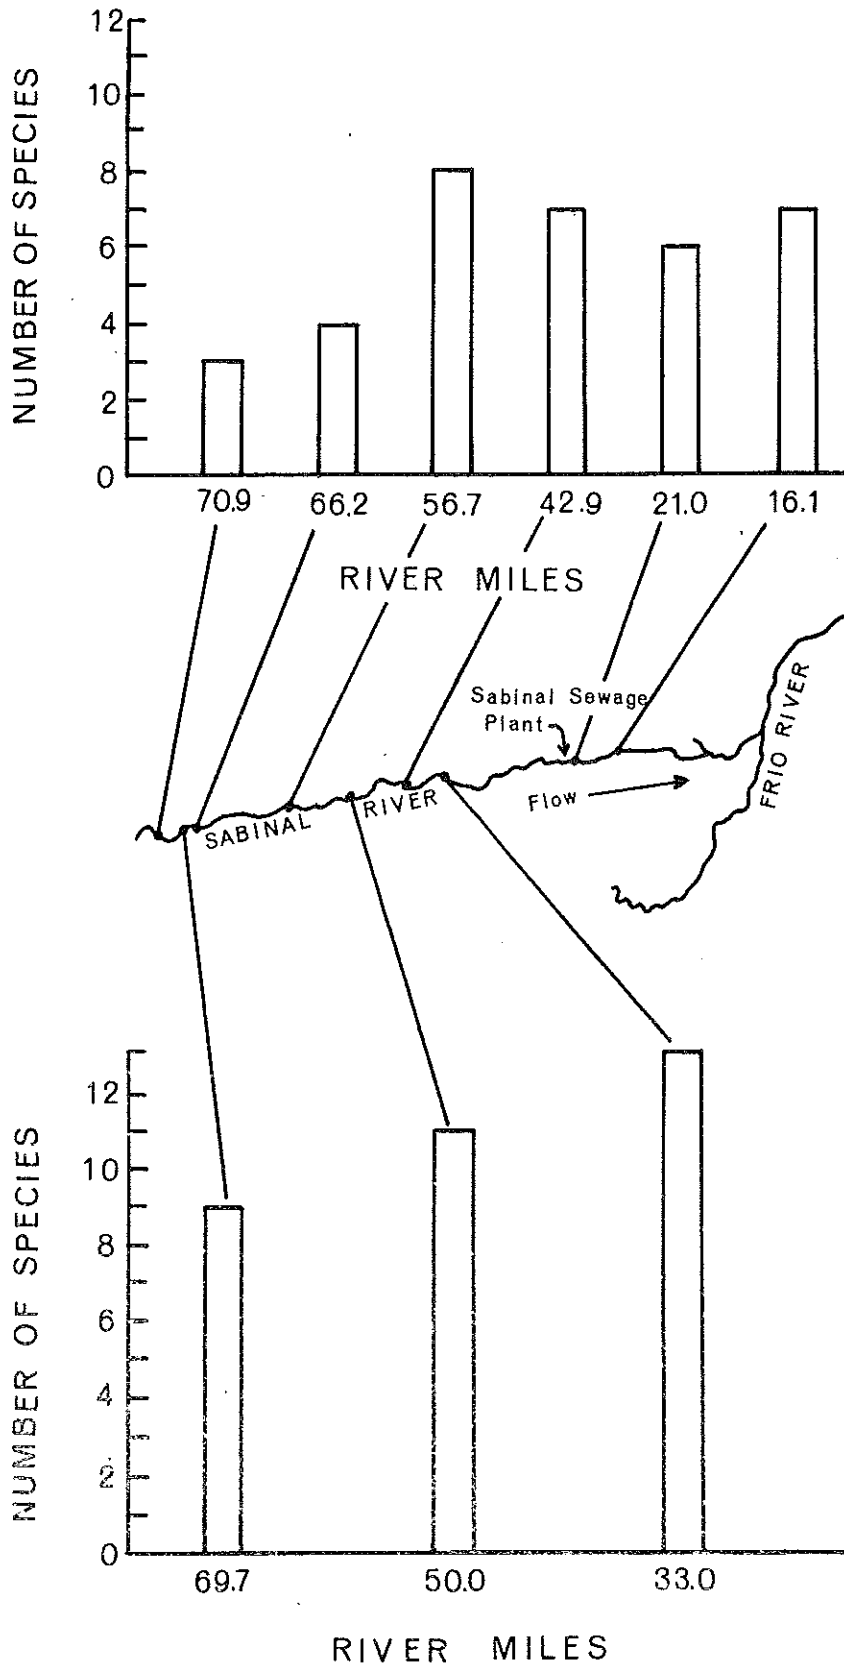 NUMBER OF SPECIES
12
10
8
6
4
2
0
70.9 66.2 56.7 42.9 21.0 16.1
RIVER MILES
Sabinal Sewage
Plant
FRIO RIVER
Flow
SABINAL RIVER
NUMBER OF SPECIES
12
10
8
6
4
2
0
69.7 50.0 33.0
RIVER MILES